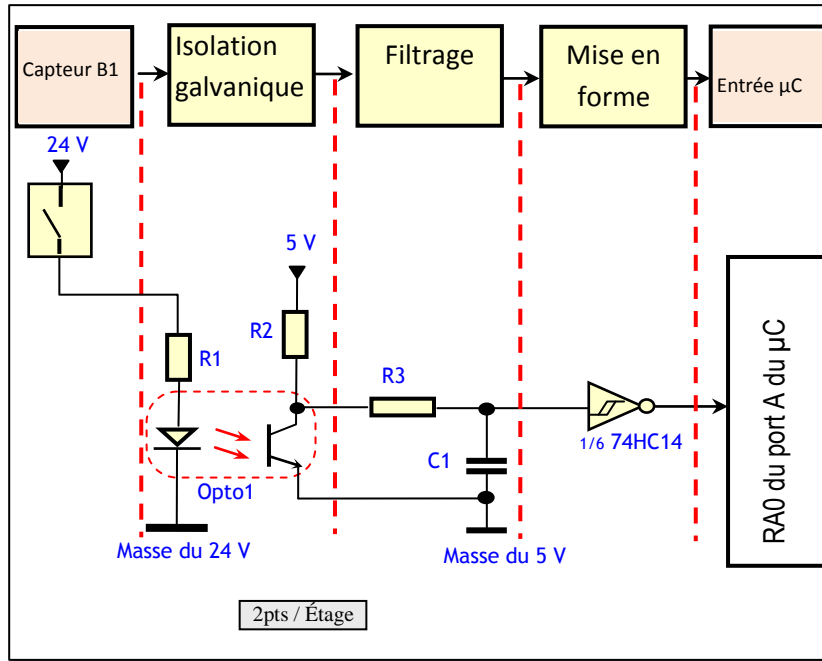 Capteur B1
Isolation
galvanique
Filtrage
Mise en
forme
Entrée µC
24 V
5 V
R2
R1
R3
1/6 74HC14
C1
Opto1
Masse du 24 V
Masse du 5 V
RA0 du port A du µC
2pts / Étage